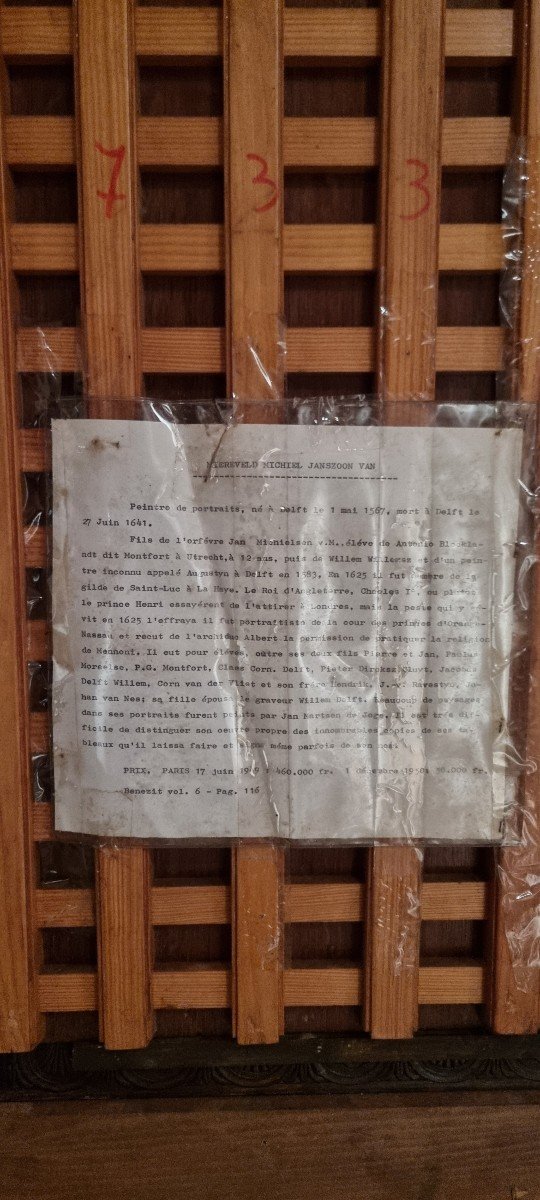 7 3 3
MIEREVELD MICHIEL JANSZOON VAN
Peintre de portraits, né à Delft le 1 mai 1567, mort à Delft le
27 Juin 1641.
Fils de l'orfévre Jan Michielson v.M., élève de Antonio Blockla-
adt dit Montfort à Utrecht, à 12 ans, puis de Willem Willemsz et d'un pein-
tre inconnu appelé Augustyn à Delft en 1583. En 1625 il fut membre de la
gilde de Saint-Luc à La Haye. Le Roi d'Angleterre, Charles I°, ou plutôt
le prince Henri essayérent de l'attirer à Londres, mais la peste qui y sé-
vit en 1625 l'effraya il fut portraitiste de la cour des princes d'Orange-
Nassau et recut de l'archiduc Albert la permission de pratiquer la religion
de Mennoni. Il eut pour élèves, outre ses deux fils Pierre et Jan, Paulus
Moreelse, P.G. Montfort, Claes Corn. Delft, Pieter Dircksz Cluyt, Jacobus
Delft Willem, Corn van der Vliet et son frère Hendrik, J. v. Ravestyn, Jo-
han van Nes; sa fille épousa le graveur Willem Delft. Beaucoup de paysages
dans ses portraits furent peints par Jan Martsen de Joge. Il est très dif-
ficile de distinguer son oeuvre propre des innombrables copies de ses ta-
bleaux qu'il laissa faire et signa même parfois de son nom.
PRIX. PARIS 17 juin 1949 : 460.000 fr. 1 décembre 1950: 50.000 fr.
Benezit vol. 6 - Pag. 116